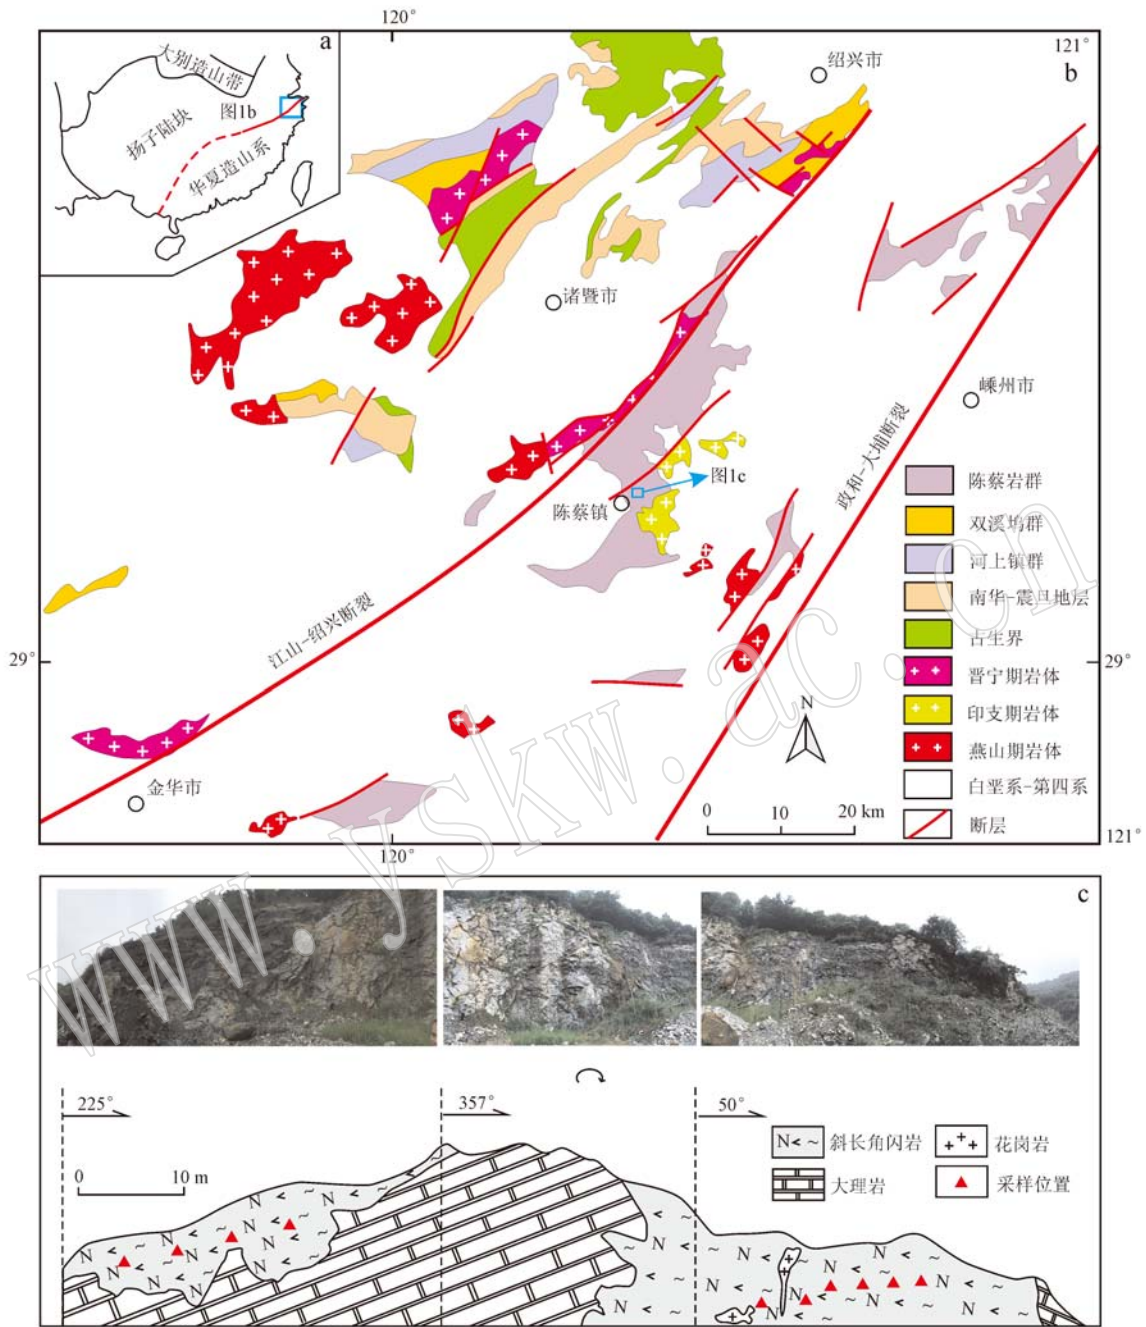 120°
121°
a
大别造山带
图1b
扬子陆块
华夏造山系
b
绍兴市
诸暨市
嵊州市
政和-大埔断裂
图1c
陈蔡镇
江山-绍兴断裂
29°
29°
金华市
陈蔡岩群
双溪坞群
河上镇群
南华-震旦地层
古生界
晋宁期岩体
印支期岩体
燕山期岩体
白垩系-第四系
断层
N
0 10 20 km
120°
121°
www.yskw.ac.cn
c
225°
357°
50°
0 10 m
N 斜长角闪岩
花岗岩
大理岩
采样位置